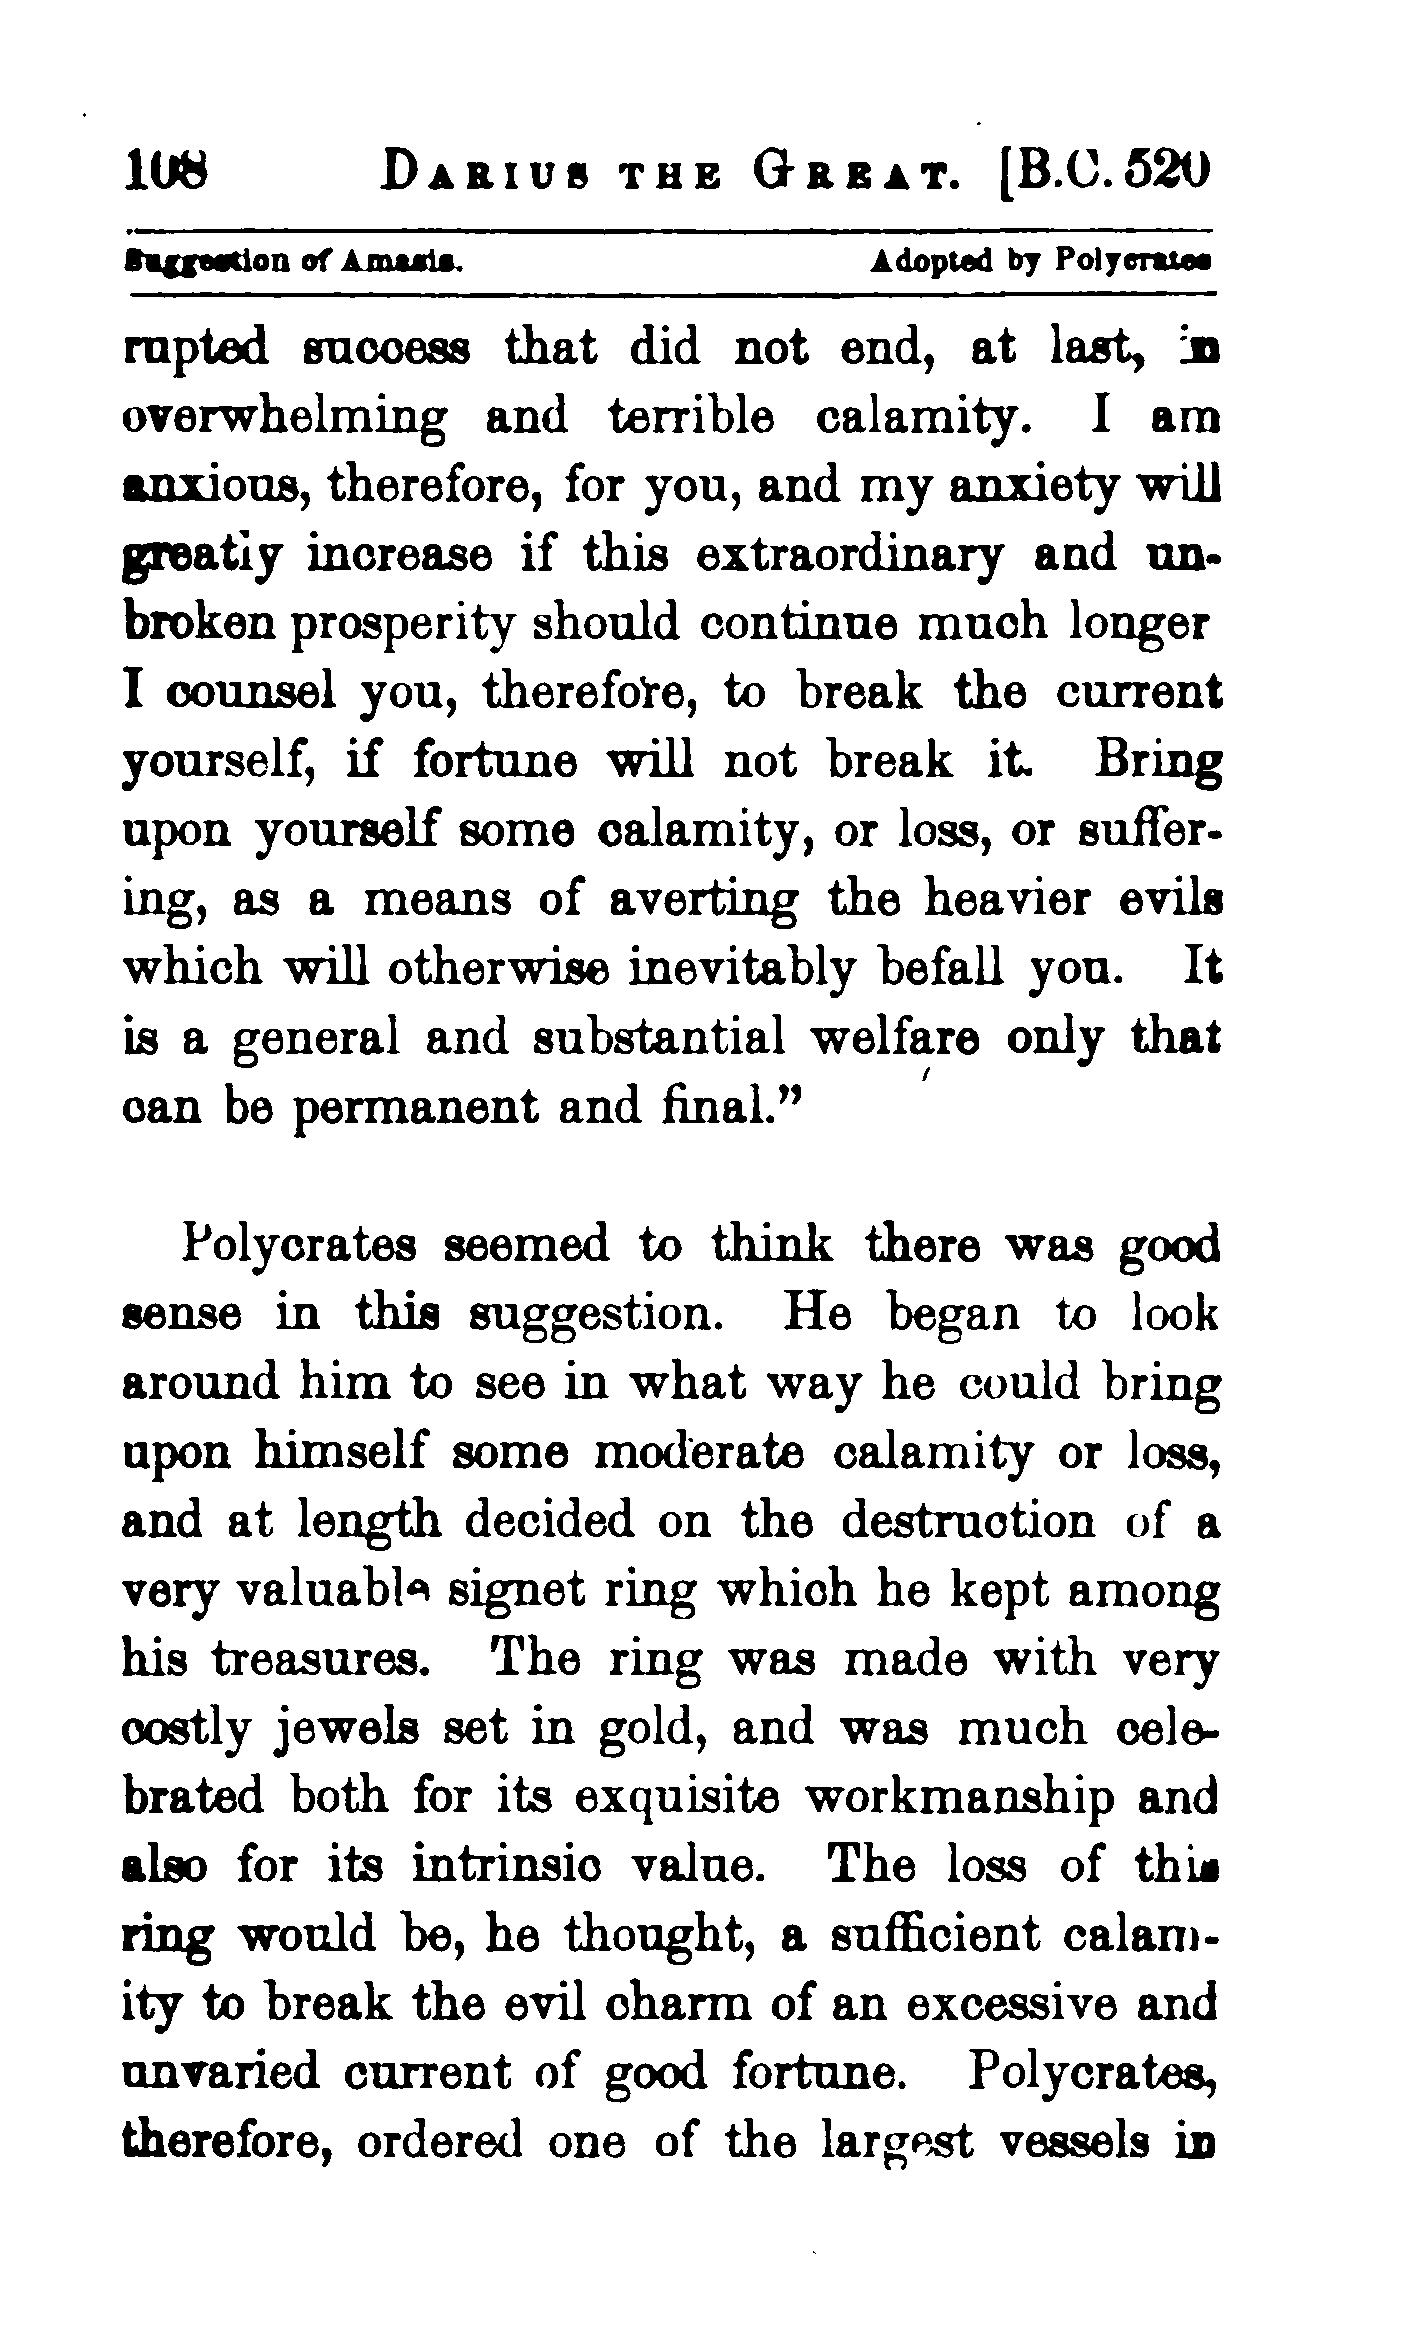 108 DARIUS THE GREAT. [B.C. 520
Suggestion of Amasis. Adopted by Polycrates
rupted success that did not end, at last, in
overwhelming and terrible calamity. I am
anxious, therefore, for you, and my anxiety will
greatly increase if this extraordinary and un-
broken prosperity should continue much longer
I counsel you, therefore, to break the current
yourself, if fortune will not break it. Bring
upon yourself some calamity, or loss, or suffer-
ing, as a means of averting the heavier evils
which will otherwise inevitably befall you. It
is a general and substantial welfare only that
can be permanent and final.”
Polycrates seemed to think there was good
sense in this suggestion. He began to look
around him to see in what way he could bring
upon himself some moderate calamity or loss,
and at length decided on the destruction of a
very valuable signet ring which he kept among
his treasures. The ring was made with very
costly jewels set in gold, and was much cele-
brated both for its exquisite workmanship and
also for its intrinsic value. The loss of this
ring would be, he thought, a sufficient calam-
ity to break the evil charm of an excessive and
unvaried current of good fortune. Polycrates,
therefore, ordered one of the largest vessels in